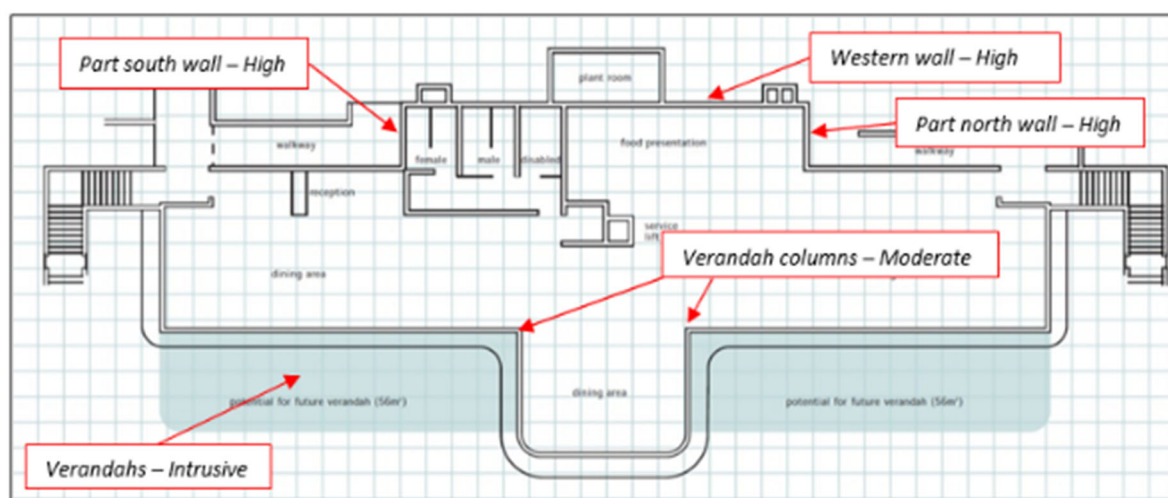 Part south wall – High
Western wall – High
Part north wall – High
plant room
walkway
female
male
disabled
food presentation
walkway
reception
service
lift
Verandah columns – Moderate
dining area
dining area
potential for future verandah (56m²)
potential for future verandah (56m²)
Verandahs – Intrusive